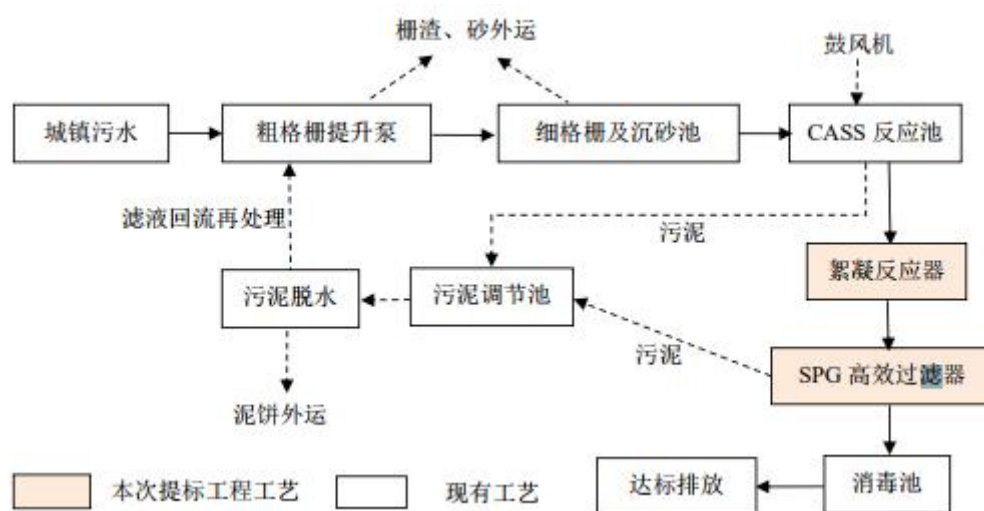 栅渣、砂外运
鼓风机
城镇污水
粗格栅提升泵
细格栅及沉砂池
CASS 反应池
滤液回流再处理
污泥
絮凝反应器
污泥脱水
污泥调节池
污泥
SPG 高效过滤器
泥饼外运
本次提标工程工艺
现有工艺
达标排放
消毒池